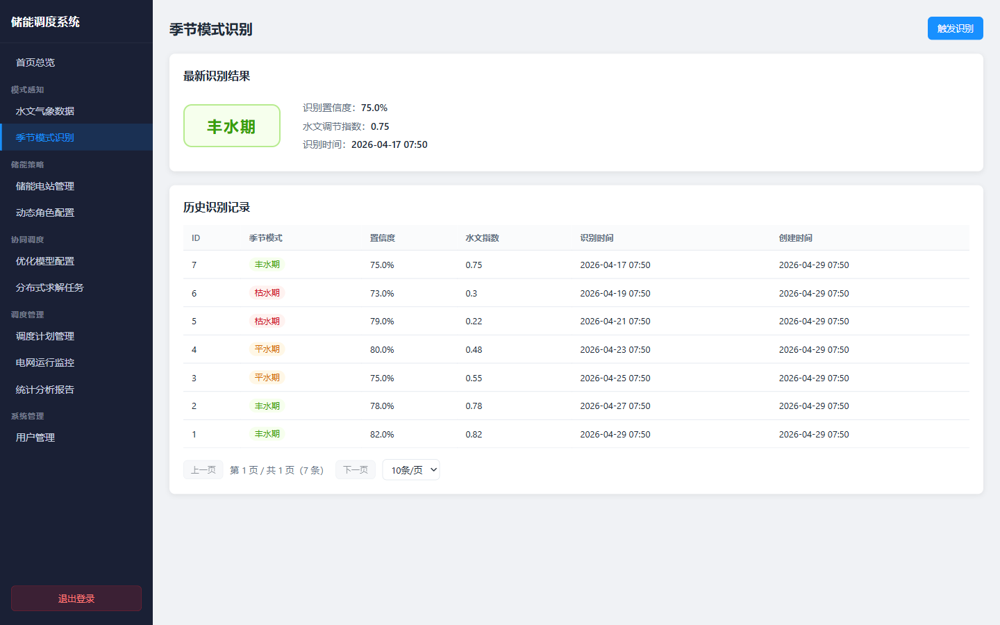 储能调度系统
首页总览
模式感知
水文气象数据
季节模式识别
储能策略
储能电站管理
动态角色配置
协同调度
优化模型配置
分布式求解任务
调度管理
调度计划管理
电网运行监控
统计分析报告
系统管理
用户管理
退出登录
季节模式识别
触发识别
最新识别结果
丰水期
识别置信度： 75.0%
水文调节指数： 0.75
识别时间： 2026-04-17 07:50
历史识别记录
ID 季节模式 置信度 水文指数 识别时间 创建时间
7 丰水期 75.0% 0.75 2026-04-17 07:50 2026-04-29 07:50
6 枯水期 73.0% 0.3 2026-04-19 07:50 2026-04-29 07:50
5 枯水期 79.0% 0.22 2026-04-21 07:50 2026-04-29 07:50
4 平水期 80.0% 0.48 2026-04-23 07:50 2026-04-29 07:50
3 平水期 75.0% 0.55 2026-04-25 07:50 2026-04-29 07:50
2 丰水期 78.0% 0.78 2026-04-27 07:50 2026-04-29 07:50
1 丰水期 82.0% 0.82 2026-04-29 07:50 2026-04-29 07:50
上一页 第 1 页 / 共 1 页（7 条） 下一页 10条/页